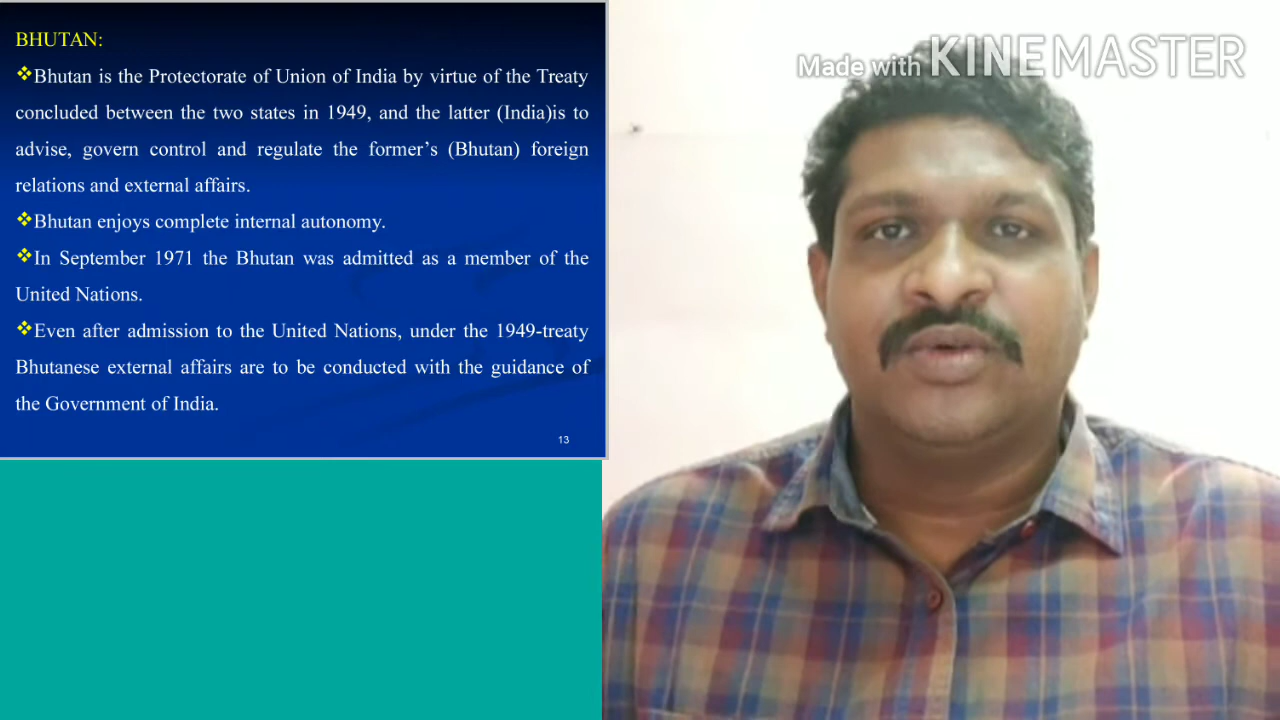 BHUTAN:
❖Bhutan is the Protectorate of Union of India by virtue of the Treaty
concluded between the two states in 1949, and the latter (India)is to
advise, govern control and regulate the former’s (Bhutan) foreign
relations and external affairs.
❖Bhutan enjoys complete internal autonomy.
❖In September 1971 the Bhutan was admitted as a member of the
United Nations.
❖Even after admission to the United Nations, under the 1949-treaty
Bhutanese external affairs are to be conducted with the guidance of
the Government of India.
13
Made with KINEMASTER